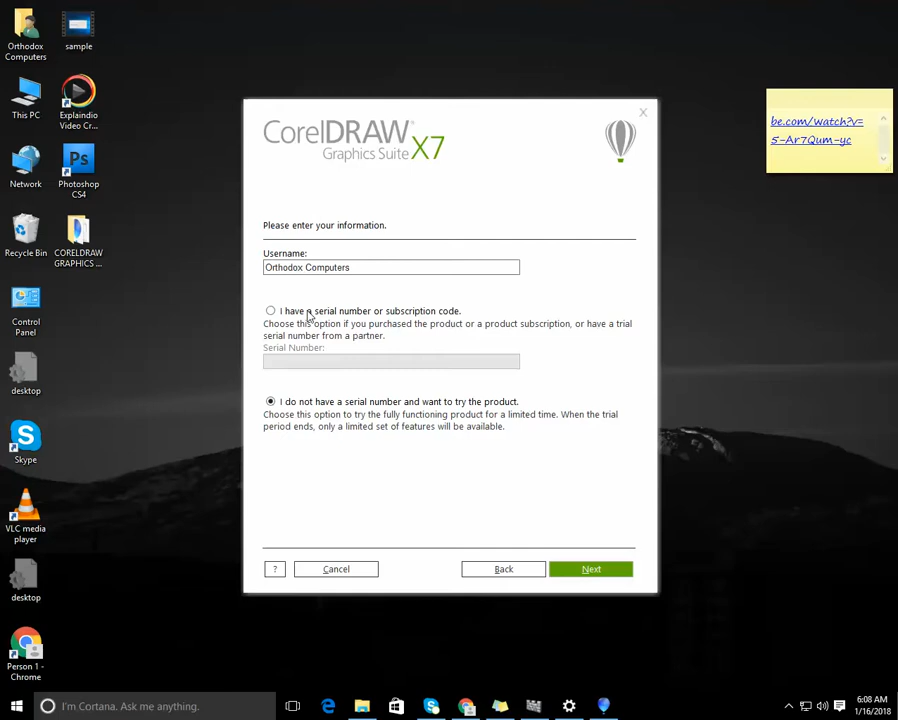 Orthodox
Computers
sample
This PC
Explaindio
Video Cr...
Network
Ps
Photoshop
CS4
Recycle Bin
CORELDRAW
GRAPHICS ...
Control
Panel
desktop
Skype
VLC media
player
desktop
Person 1 -
Chrome
CorelDRAW®
Graphics Suite X7
Please enter your information.
Username:
Orthodox Computers
I have a serial number or subscription code.
Choose this option if you purchased the product or a product subscription, or have a trial
serial number from a partner.
Serial Number:
I do not have a serial number and want to try the product.
Choose this option to try the fully functioning product for a limited time. When the trial
period ends, only a limited set of features will be available.
?
Cancel
Back
Next
be.com/watch?v=
5-Ar7Qum-yc
I'm Cortana. Ask me anything.
6:08 AM
1/16/2018